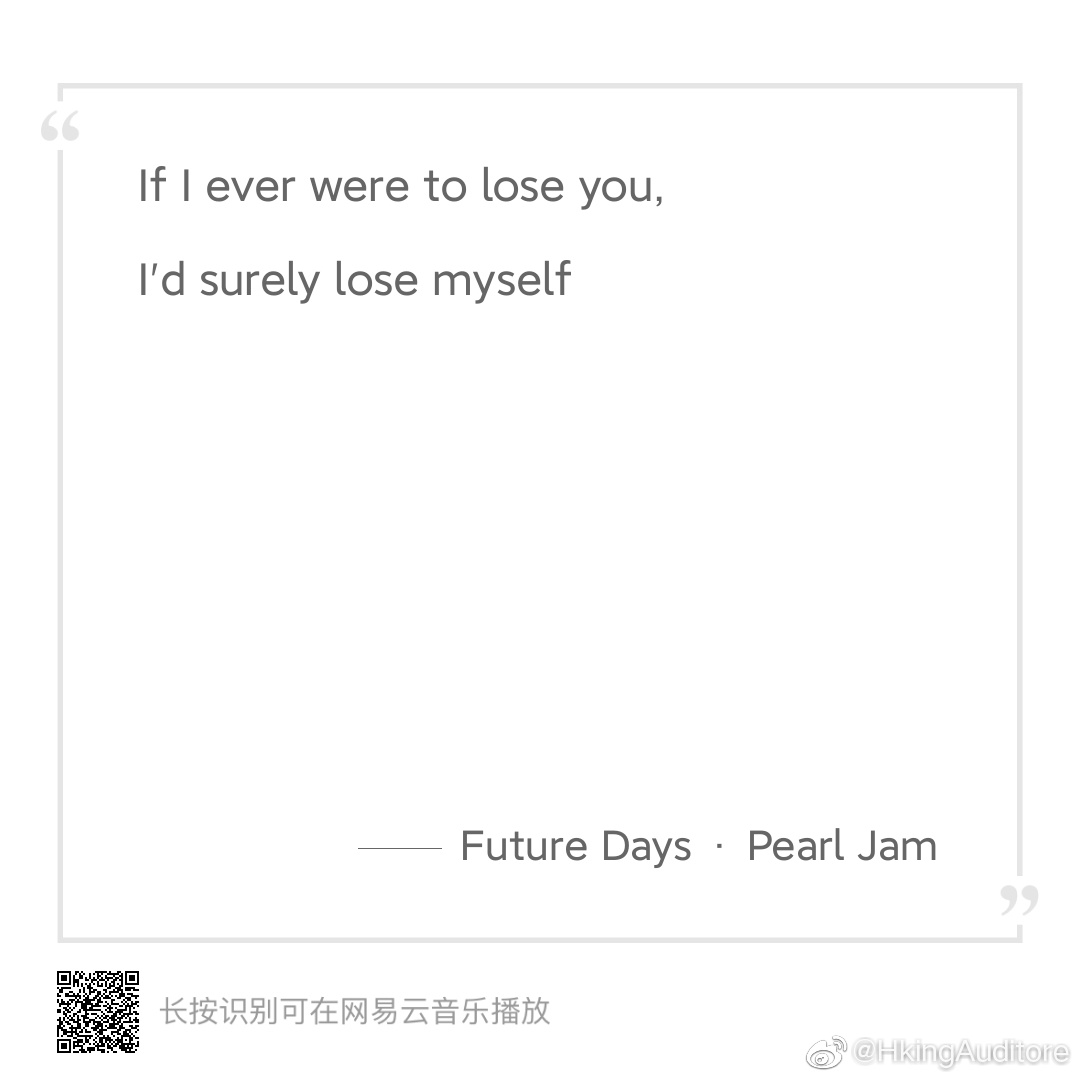 “
If I ever were to lose you,
I'd surely lose myself
—— Future Days · Pearl Jam
”
长按识别可在网易云音乐播放
@HkingAuditore